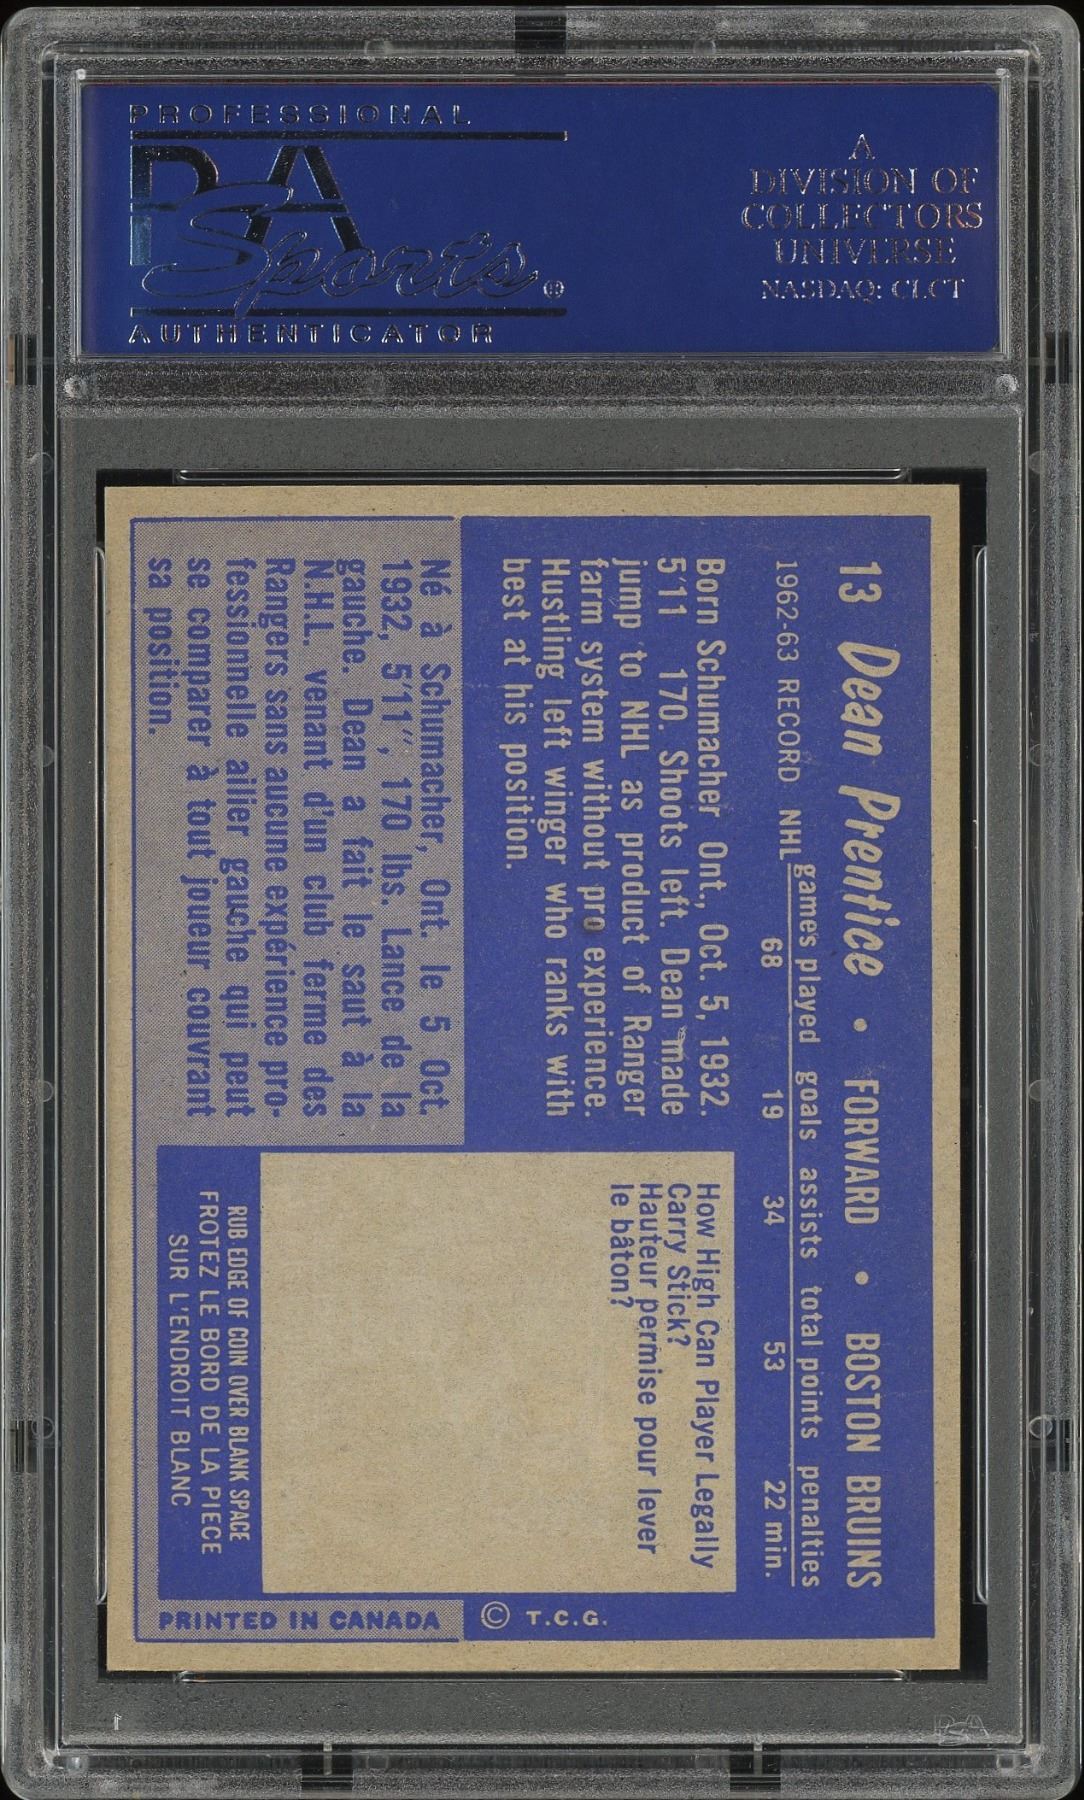 PROFESSIONAL
PSA
Sports®
AUTHENTICATOR
A
DIVISION OF
COLLECTORS
UNIVERSE
NASDAQ: CLCT
13 Dean Prentice • FORWARD • BOSTON BRUINS
games played goals assists total points penalties
1962-63 RECORD NHL 68 19 34 53 22 min.
Born Schumacher Ont., Oct. 5, 1932.
5'11 170. Shoots left. Dean made
jump to NHL as product of Ranger
farm system without pro experience.
Hustling left winger who ranks with
best at his position.
Né à Schumacher, Ont. le 5 Oct.
1932, 5'11", 170 lbs. Lance de la
gauche. Dean a fait le saut à la
N.H.L. venant d'un club ferme des
Rangers sans aucune expérience pro-
fessionnelle ailier gauche qui peut
se comparer à tout joueur couvrant
sa position.
How High Can Player Legally
Carry Stick?
Hauteur permise pour lever
le bâton?
RUB EDGE OF COIN OVER BLANK SPACE
FROTEZ LE BORD DE LA PIECE
SUR L'ENDROIT BLANC
© T.C.G.
PRINTED IN CANADA
1
PSA